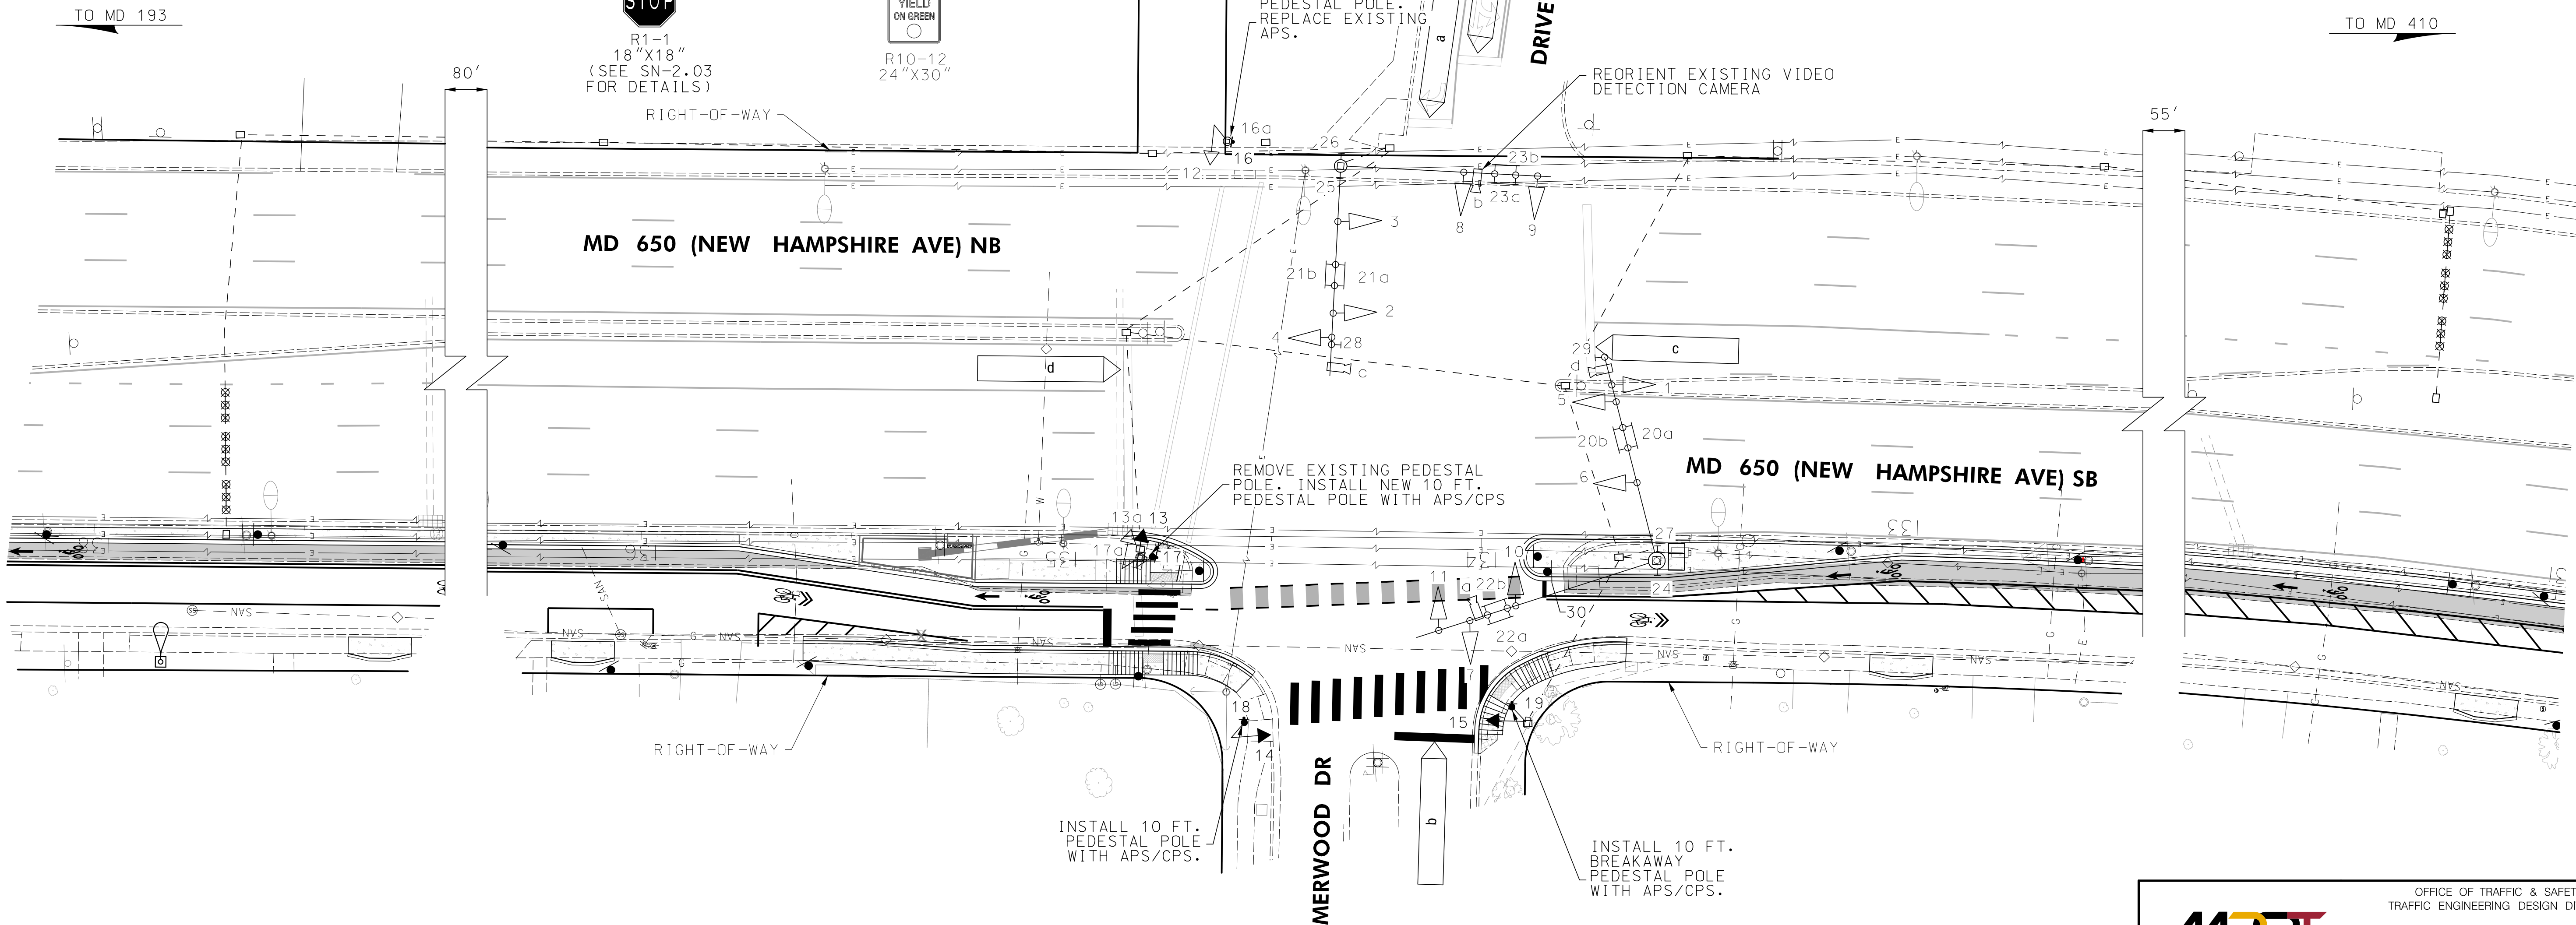 TO MD 193
STOP
R1-1
18"X18"
(SEE SN-2.03
FOR DETAILS)
YIELD
ON GREEN
R10-12
24"X30"
PEDESTAL POLE.
REPLACE EXISTING
APS.
a
DRIVE
TO MD 410
80'
REORIENT EXISTING VIDEO
DETECTION CAMERA
55'
RIGHT-OF-WAY
16a
16
26
12
25
23b
b
23a
8
9
3
MD 650 (NEW HAMPSHIRE AVE) NB
21b
21a
2
4
28
c
d
29
c
d
1
5
20b
20a
6
MD 650 (NEW HAMPSHIRE AVE) SB
REMOVE EXISTING PEDESTAL
POLE. INSTALL NEW 10 FT.
PEDESTAL POLE WITH APS/CPS
13a
13
17a
17
10
27
11
a
22b
24
30
22a
7
18
19
15
14
RIGHT-OF-WAY
RIGHT-OF-WAY
MERWOOD DR
b
INSTALL 10 FT.
PEDESTAL POLE
WITH APS/CPS.
INSTALL 10 FT.
BREAKAWAY
PEDESTAL POLE
WITH APS/CPS.
OFFICE OF TRAFFIC & SAFET
TRAFFIC ENGINEERING DESIGN DI